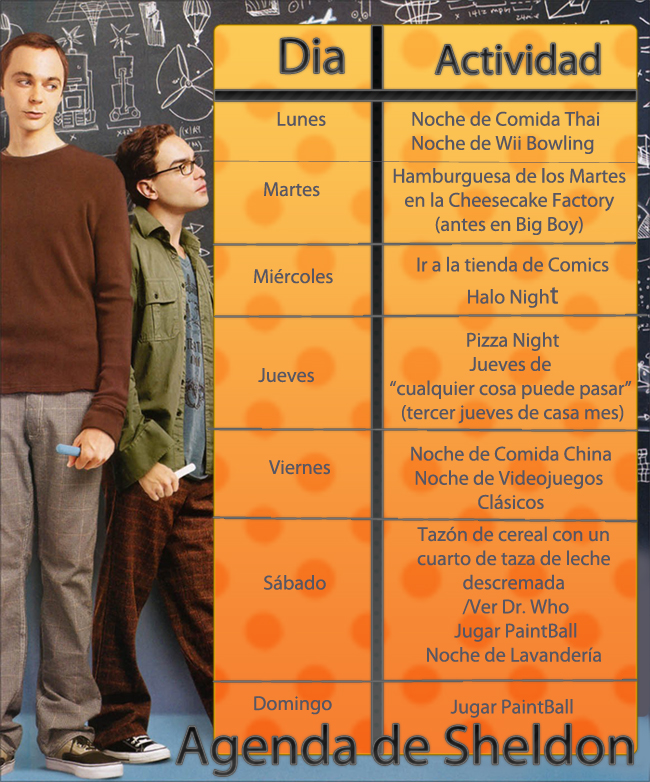 Dia
Actividad
Lunes
Noche de Comida Thai
Noche de Wii Bowling
Martes
Hamburguesa de los Martes
en la Cheesecake Factory
(antes en Big Boy)
Miércoles
Ir a la tienda de Comics
Halo Night
Jueves
Pizza Night
Jueves de
“cualquier cosa puede pasar”
(tercer jueves de casa mes)
Viernes
Noche de Comida China
Noche de Videojuegos
Clásicos
Sábado
Tazón de cereal con un
cuarto de taza de leche
descremada
/Ver Dr. Who
Jugar PaintBall
Noche de Lavandería
Domingo
Jugar PaintBall
Agenda de Sheldon